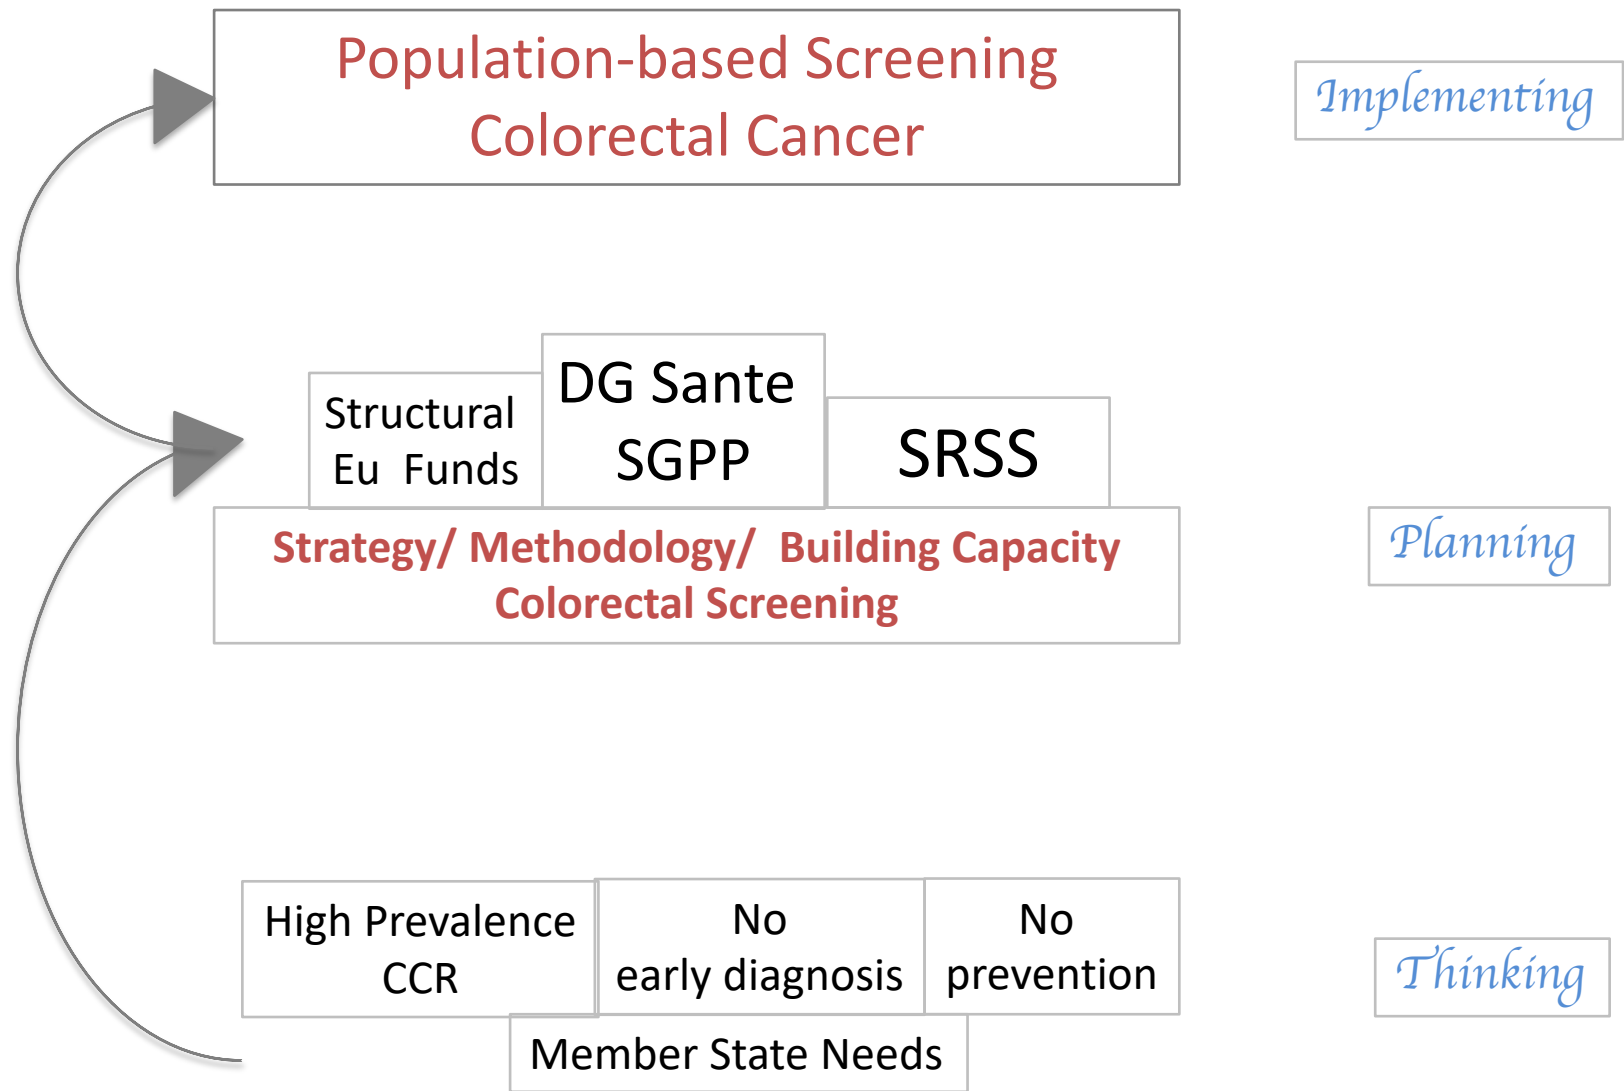 Population-based Screening
Colorectal Cancer
Implementing
Structural
Eu Funds
DG Sante
SGPP
SRSS
Strategy/ Methodology/ Building Capacity
Colorectal Screening
Planning
High Prevalence
CCR
No
early diagnosis
No
prevention
Member State Needs
Thinking